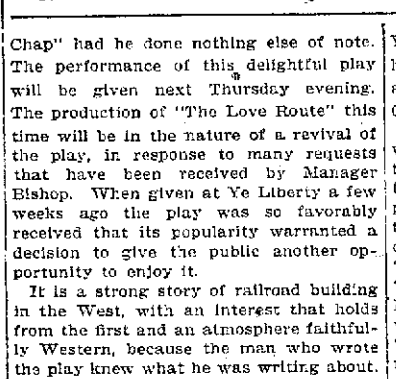 Chap" had he done nothing else of note.
The performance of this delightful play
will be given next Thursday evening.
The production of "The Love Route" this
time will be in the nature of a revival of
the play, in response to many requests
that have been received by Manager
Bishop. When given at Ye Liberty a few
weeks ago the play was so favorably
received that its popularity warranted a
decision to give the public another op-
portunity to enjoy it.
It is a strong story of railroad building
in the West, with an interest that holds
from the first and an atmosphere faithful-
ly Western, because the man who wrote
the play knew what he was writing about.